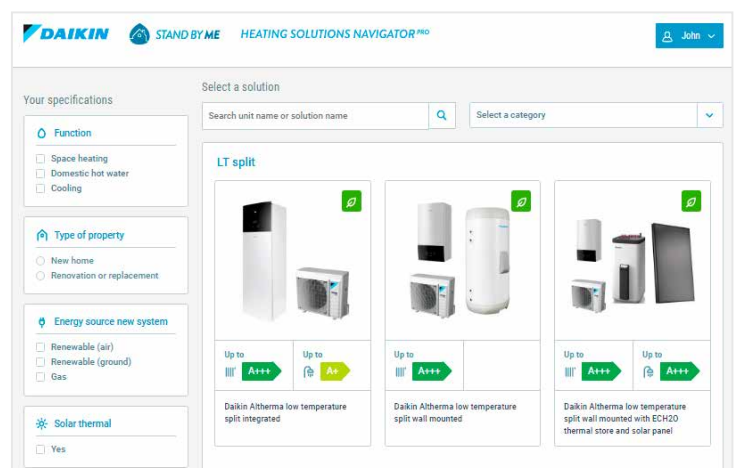 DAIKIN
STAND BY ME
HEATING SOLUTIONS NAVIGATOR PRO
John
Your specifications
Function
Space heating
Domestic hot water
Cooling
Type of property
New home
Renovation or replacement
Energy source new system
Renewable (air)
Renewable (ground)
Gas
Solar thermal
Yes
Select a solution
Search unit name or solution name
Select a category
LT split
Up to
A+++
Up to
A+
Daikin Altherma low temperature
split integrated
Up to
A+++
Daikin Altherma low temperature
split wall mounted
Up to
A+++
Up to
A+++
Daikin Altherma low temperature
split wall mounted with ECH2O
thermal store and solar panel